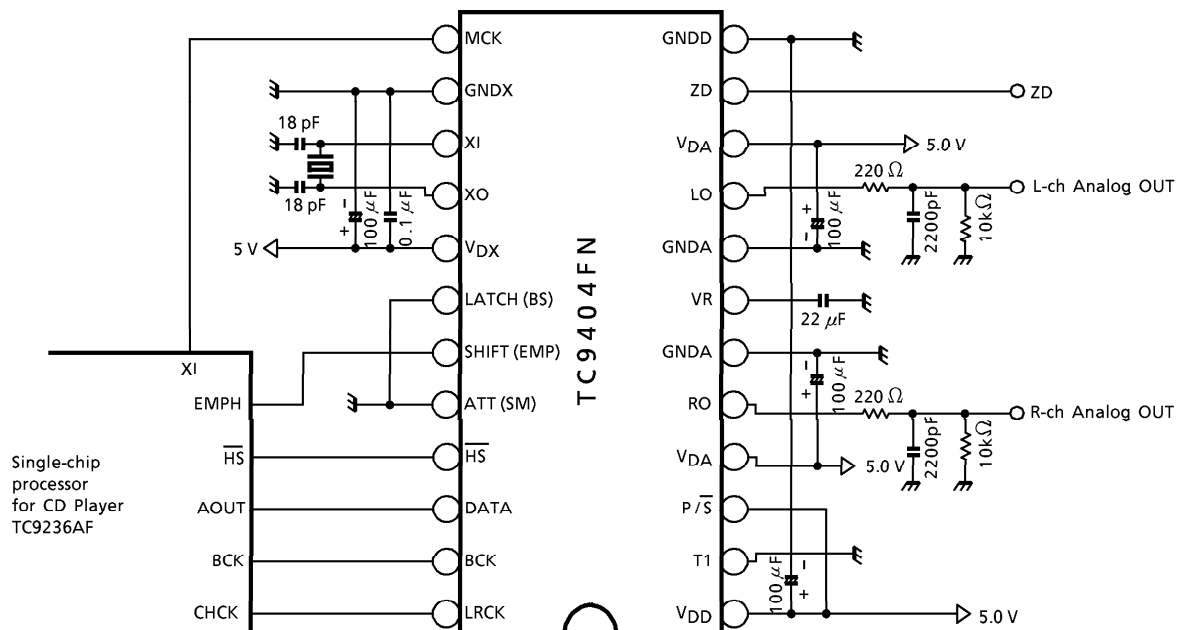 MCK
GNDD
GNDX
ZD
ZD
18 pF
XI
VDA
5.0 V
XO
18 pF
LO
220 Ω
L-ch Analog OUT
-
+
100 μF
0.1 μF
+
-
100 μF
2200pF
10kΩ
5 V
VDX
GNDA
LATCH (BS)
VR
22 μF
TC9404FN
SHIFT (EMP)
GNDA
-
+
100 μF
XI
EMPH
ATT (SM)
RO
220 Ω
R-ch Analog OUT
2200pF
10kΩ
HS
HS
VDA
5.0 V
Single-chip
processor
for CD Player
TC9236AF
AOUT
DATA
P/S
BCK
BCK
T1
100 μF
-
+
CHCK
LRCK
VDD
5.0 V